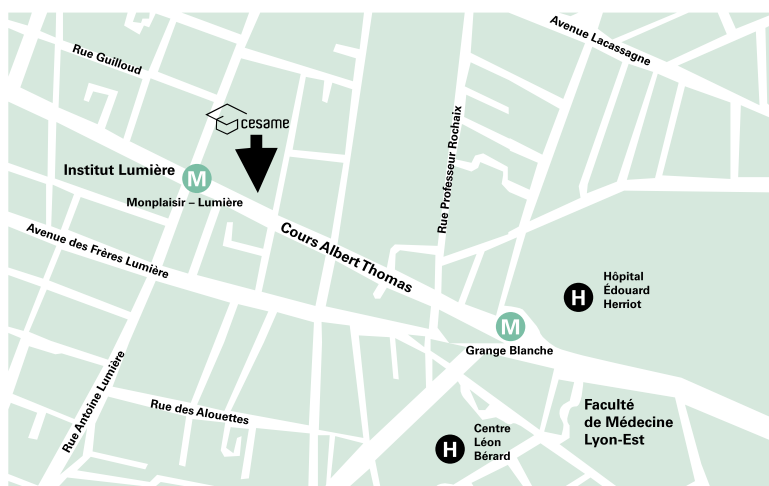 Avenue Lacassagne
Rue Guilloud
cesame
Rue Professeur Rochaix
Institut Lumière
M
Monplaisir – Lumière
Cours Albert Thomas
Avenue des Frères Lumière
H
Hôpital
Édouard
Herriot
M
Grange Blanche
Rue Antoine Lumière
Rue des Alouettes
Faculté
de Médecine
Lyon-Est
H
Centre
Léon
Bérard